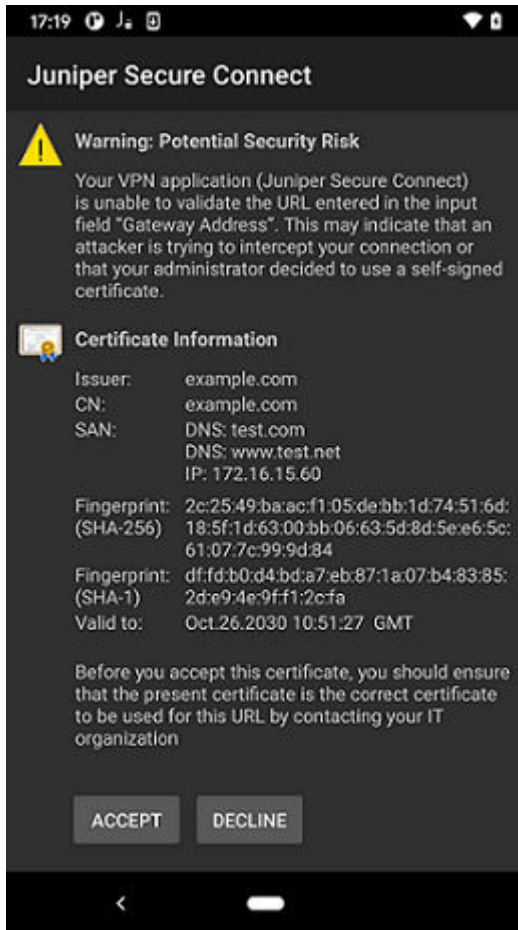 17:19
Juniper Secure Connect
Warning: Potential Security Risk
Your VPN application (Juniper Secure Connect)
is unable to validate the URL entered in the input
field "Gateway Address". This may indicate that an
attacker is trying to intercept your connection or
that your administrator decided to use a self-signed
certificate.
Certificate Information
Issuer: example.com
CN: example.com
SAN: DNS: test.com
DNS: www.test.net
IP: 172.16.15.60
Fingerprint: 2c:25:49:ba:ac:f1:05:de:bb:1d:74:51:6d:
(SHA-256) 18:5f:1d:63:00:bb:06:63:5d:8d:5e:e6:5c:
61:07:7c:99:9d:84
Fingerprint: df:fd:b0:d4:bd:a7:eb:87:1a:07:b4:83:85:
(SHA-1) 2d:e9:4e:9f:f1:2c:fa
Valid to: Oct.26.2030 10:51:27 GMT
Before you accept this certificate, you should ensure
that the present certificate is the correct certificate
to be used for this URL by contacting your IT
organization
ACCEPT DECLINE